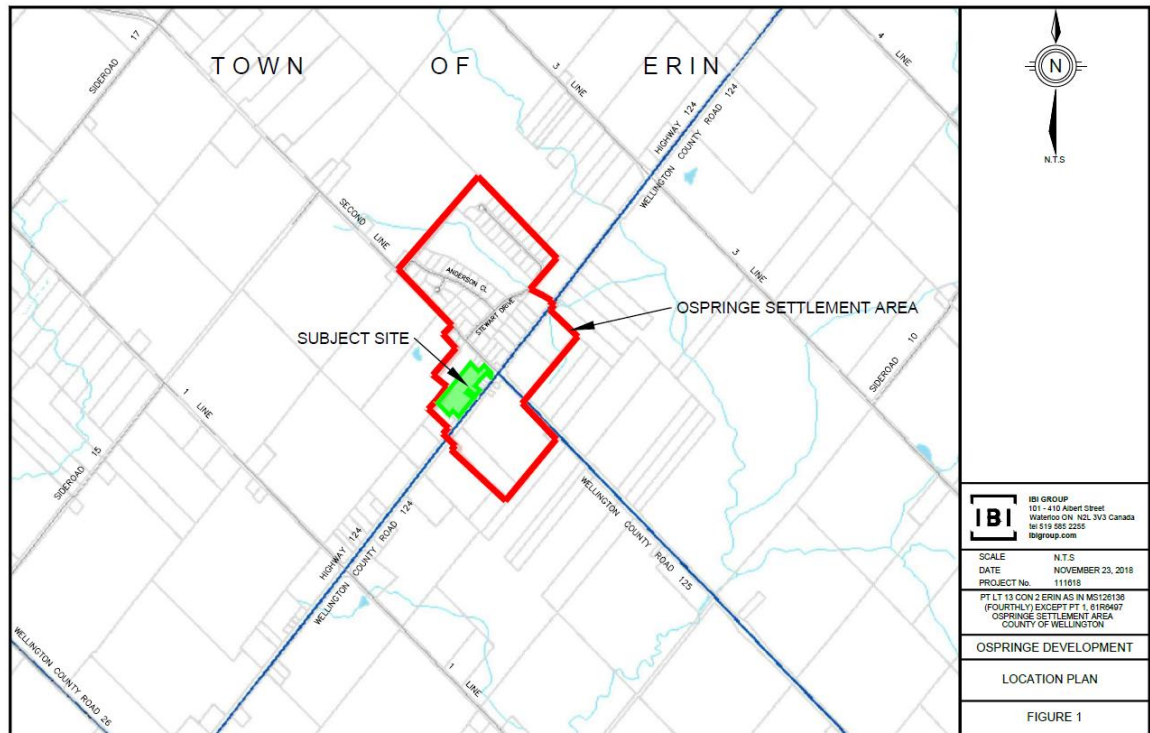 TOWN OF ERIN
SIDEROAD 17
4 LINE
3 LINE
HIGHWAY 124
WELLINGTON COUNTY ROAD 124
N
N.T.S
SECOND LINE
ANDERSON CL
STEWART DRIVE
OSPRINGE SETTLEMENT AREA
SUBJECT SITE
3 LINE
SIDEROAD 10
1 LINE
SIDEROAD 15
WELLINGTON COUNTY ROAD 125
HIGHWAY 124
WELLINGTON COUNTY ROAD 124
1 LINE
WELLINGTON COUNTY ROAD 26
IBI
IBI GROUP
101 - 410 Albert Street
Waterloo ON N2L 3V3 Canada
tel 519 585 2255
ibigroup.com
SCALE N.T.S
DATE NOVEMBER 23, 2018
PROJECT No. 111618
PT LT 13 CON 2 ERIN AS IN MS126136
(FOURTHLY) EXCEPT PT 1, 61R6497
OSPRINGE SETTLEMENT AREA
COUNTY OF WELLINGTON
OSPRINGE DEVELOPMENT
LOCATION PLAN
FIGURE 1